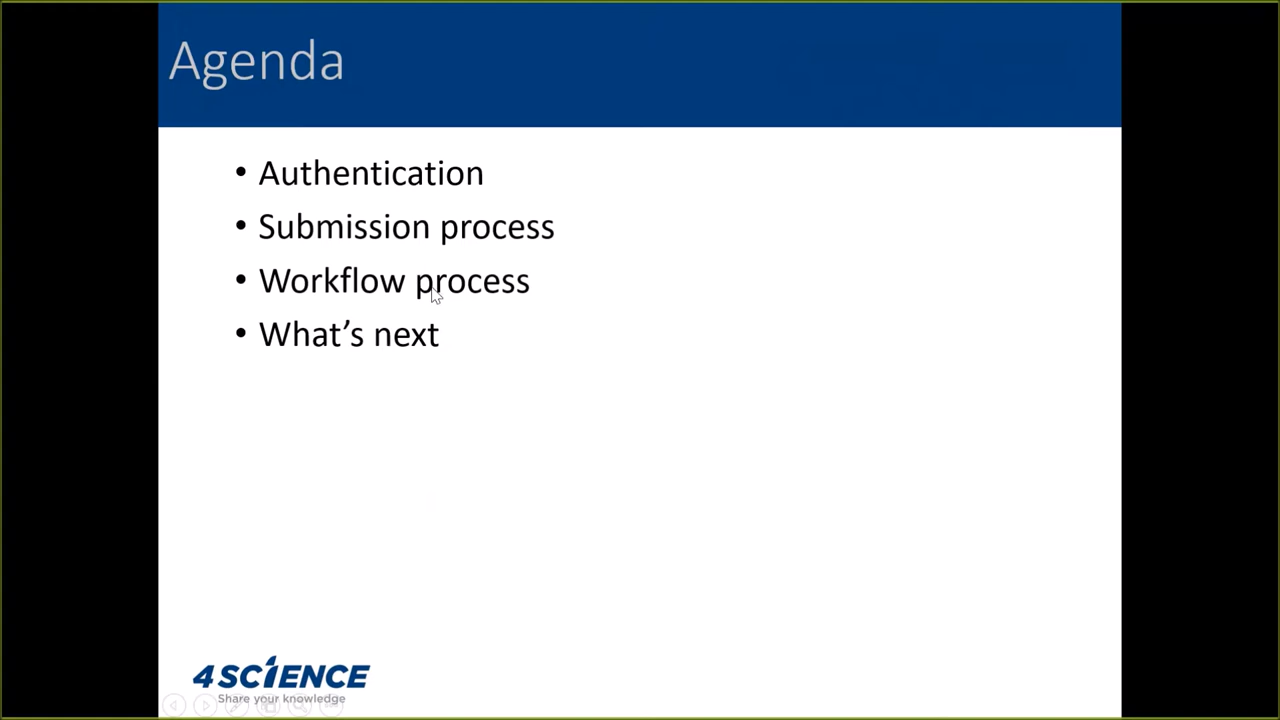 Agenda
• Authentication
• Submission process
• Workflow process
• What’s next
4SCIENCE
Share your knowledge